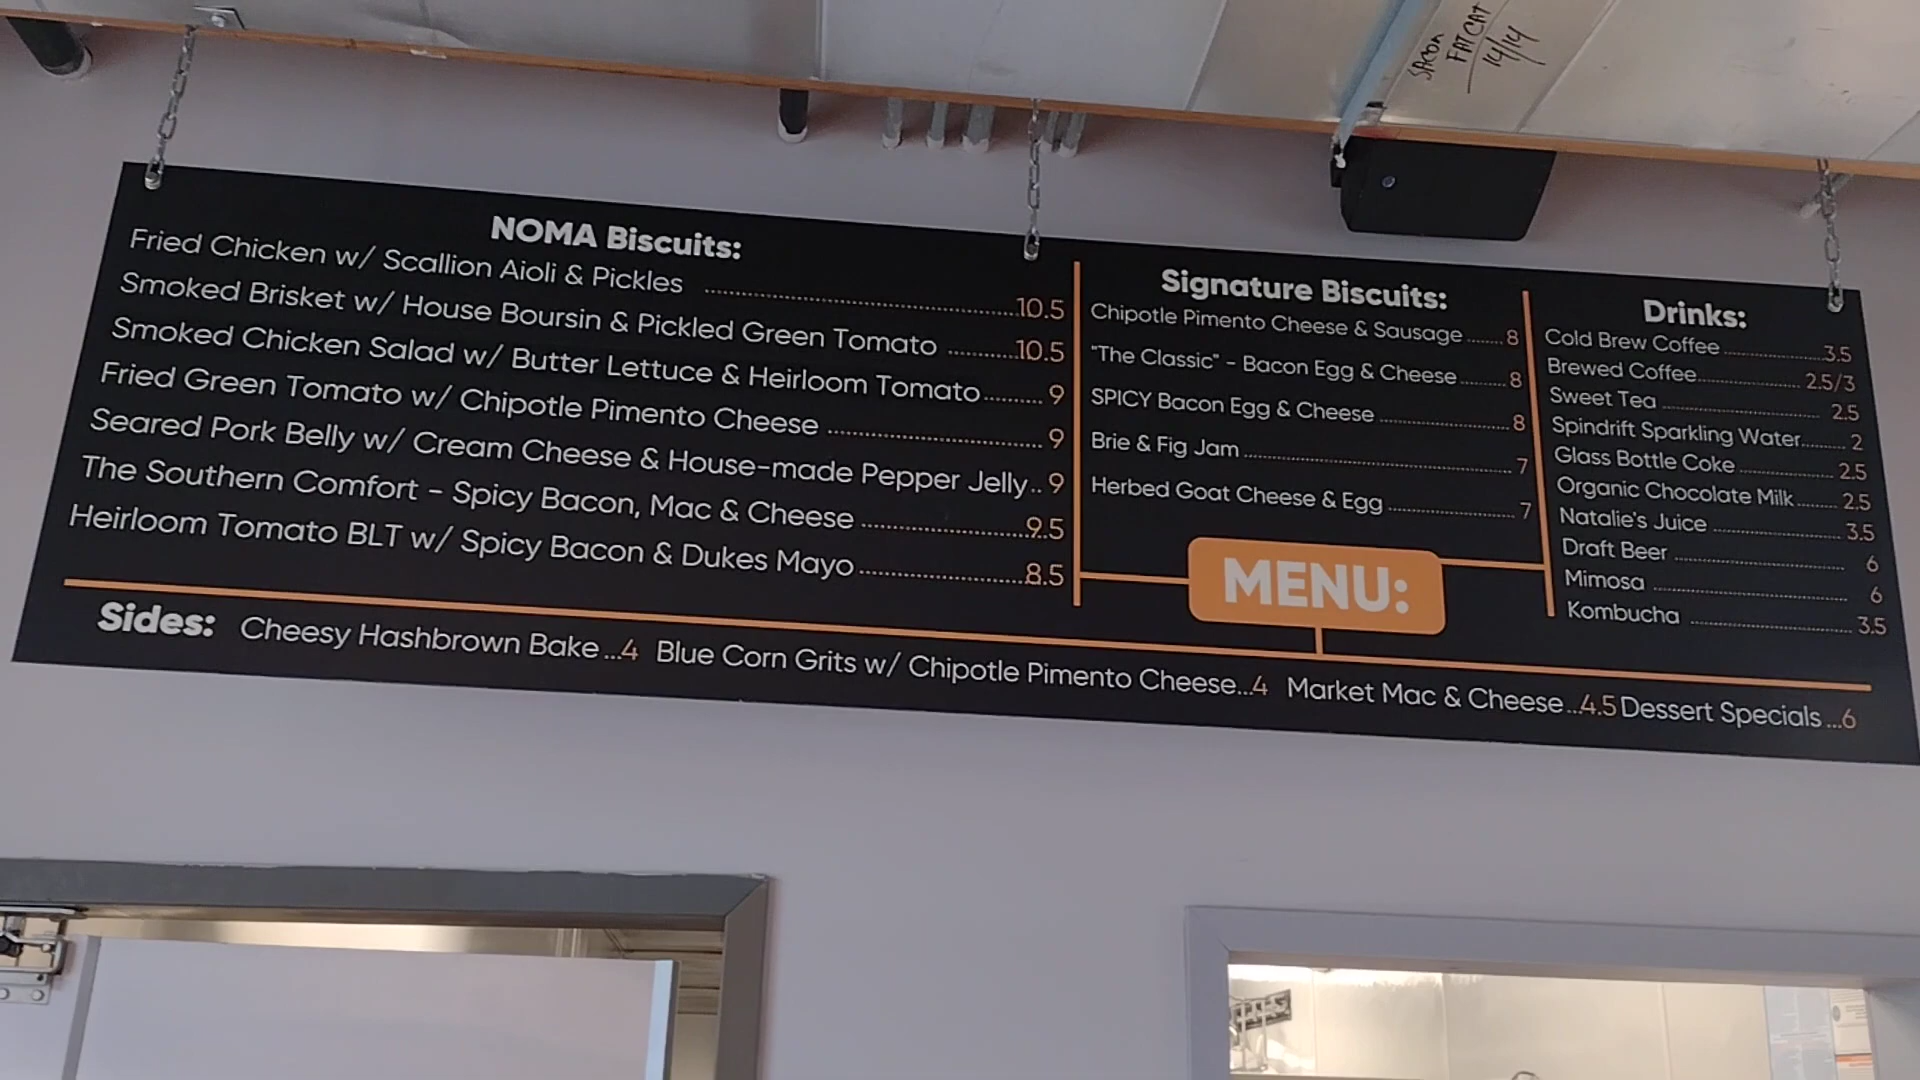 SACON
FATCAT
14/14
NOMA Biscuits:
Fried Chicken w/ Scallion Aioli & Pickles ........ 10.5
Smoked Brisket w/ House Boursin & Pickled Green Tomato ........ 10.5
Smoked Chicken Salad w/ Butter Lettuce & Heirloom Tomato ........ 9
Fried Green Tomato w/ Chipotle Pimento Cheese ........ 9
Seared Pork Belly w/ Cream Cheese & House-made Pepper Jelly.. 9
The Southern Comfort - Spicy Bacon, Mac & Cheese ........ 9.5
Heirloom Tomato BLT w/ Spicy Bacon & Dukes Mayo ........ 8.5
Signature Biscuits:
Chipotle Pimento Cheese & Sausage ........ 8
"The Classic" - Bacon Egg & Cheese ........ 8
SPICY Bacon Egg & Cheese ........ 8
Brie & Fig Jam ........ 7
Herbed Goat Cheese & Egg ........ 7
MENU:
Drinks:
Cold Brew Coffee ........ 3.5
Brewed Coffee ........ 2.5/3
Sweet Tea ........ 2.5
Spindrift Sparkling Water ........ 2
Glass Bottle Coke ........ 2.5
Organic Chocolate Milk ........ 2.5
Natalie's Juice ........ 3.5
Draft Beer ........ 6
Mimosa ........ 6
Kombucha ........ 3.5
Sides: Cheesy Hashbrown Bake ...4 Blue Corn Grits w/ Chipotle Pimento Cheese...4 Market Mac & Cheese ...4.5 Dessert Specials ...6